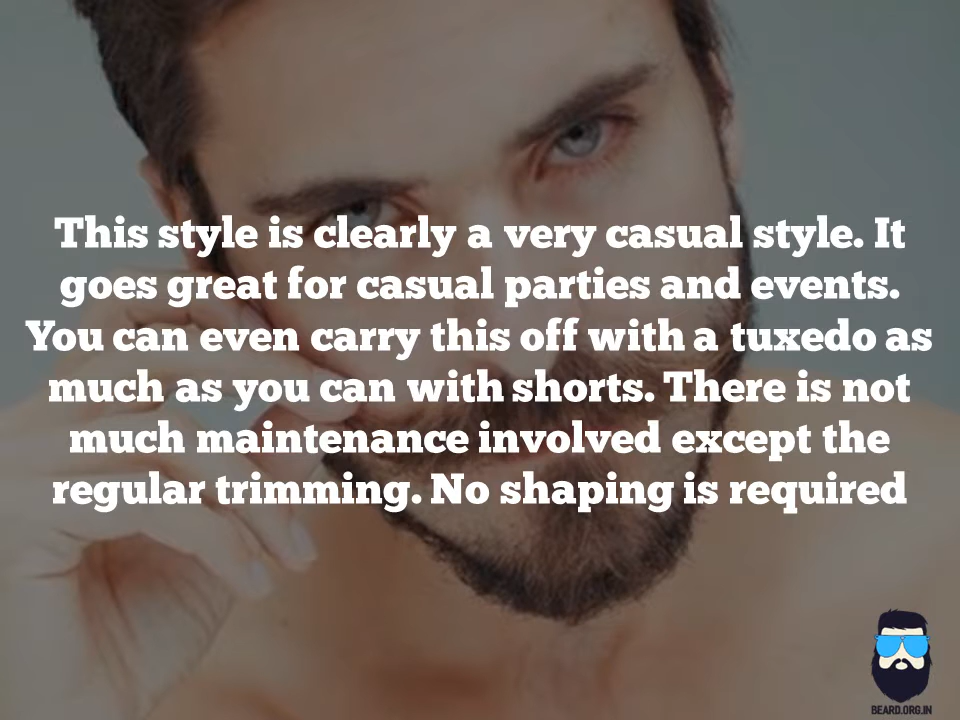 This style is clearly a very casual style. It
goes great for casual parties and events.
You can even carry this off with a tuxedo as
much as you can with shorts. There is not
much maintenance involved except the
regular trimming. No shaping is required
BEARD.ORG.IN